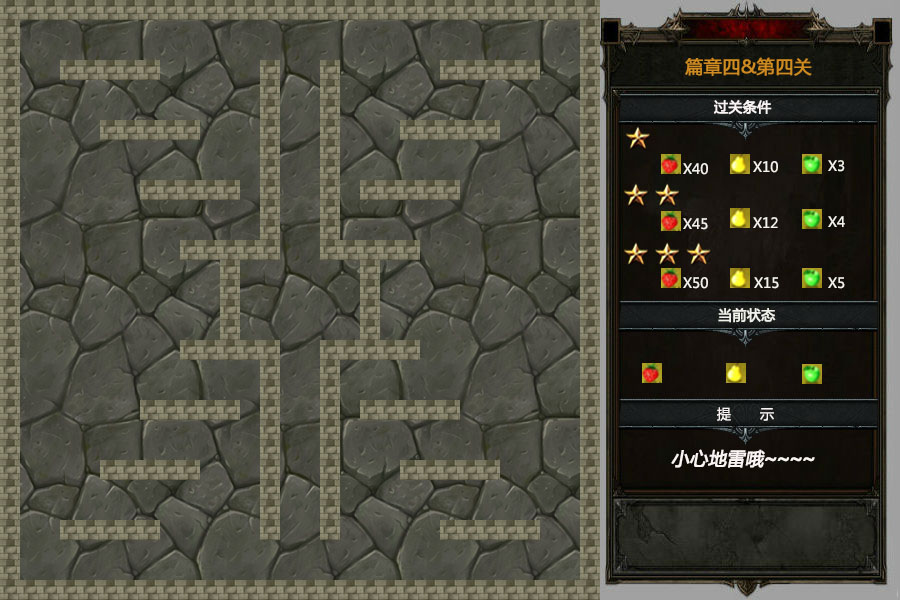 篇章四&第四关
过关条件
X40 X10 X3
X45 X12 X4
X50 X15 X5
当前状态
提 示
小心地雷哦~~~~